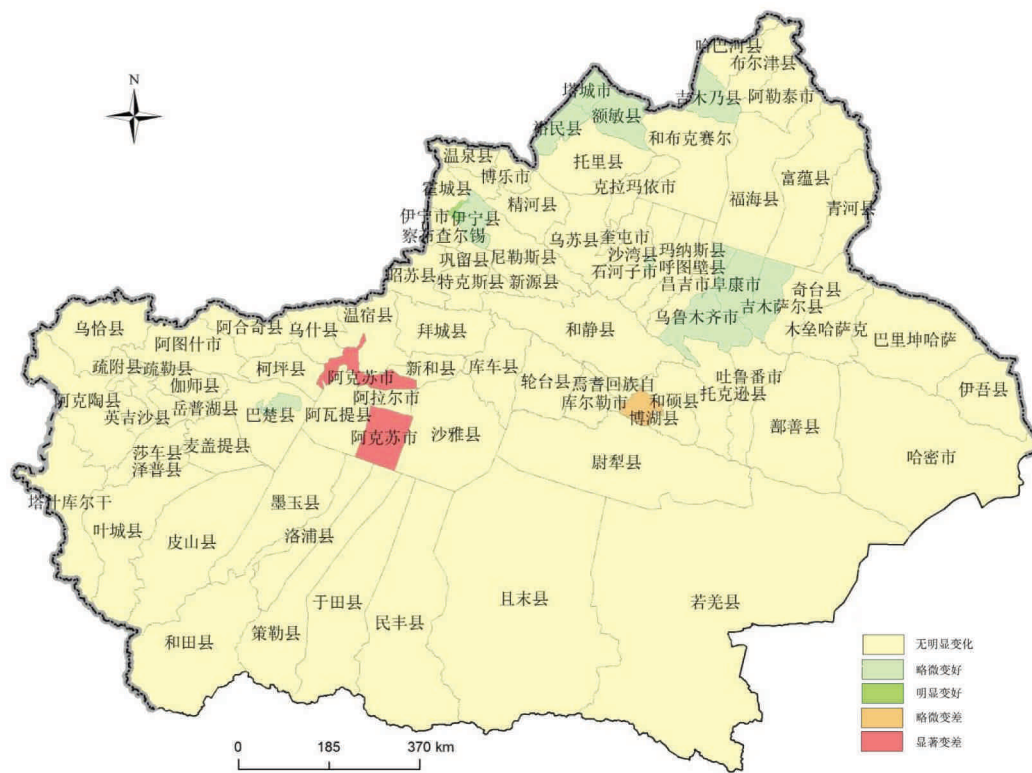 N
哈巴河县
布尔津县
塔城市
吉木乃县
阿勒泰市
额敏县
裕民县
和布克赛尔
温泉县
托里县
博乐市
克拉玛依市
富蕴县
霍城县
福海县
精河县
青河县
伊宁市
伊宁县
察布查尔锡
乌苏县
奎屯市
玛纳斯县
沙湾县
巩留县
尼勒斯县
呼图壁县
石河子市
昭苏县
特克斯县
新源县
昌吉市
阜康市
奇台县
吉木萨尔县
乌鲁木齐市
温宿县
木垒哈萨克
乌恰县
阿合奇县
乌什县
拜城县
和静县
巴里坤哈萨
阿图什市
疏附县
疏勒县
柯坪县
新和县
库车县
吐鲁番市
阿克苏市
轮台县
焉耆回族自
伽师县
伊吾县
托克逊县
阿克陶县
阿拉尔市
库尔勒市
和硕县
英吉沙县
岳普湖县
巴楚县
阿瓦提县
博湖县
鄯善县
阿克苏市
沙雅县
莎车县
麦盖提县
哈密市
泽普县
尉犁县
塔什库尔干
墨玉县
叶城县
洛浦县
皮山县
于田县
且末县
若羌县
民丰县
和田县
策勒县
无明显变化
略微变好
明显变好
略微变差
显著变差
0 185 370 km